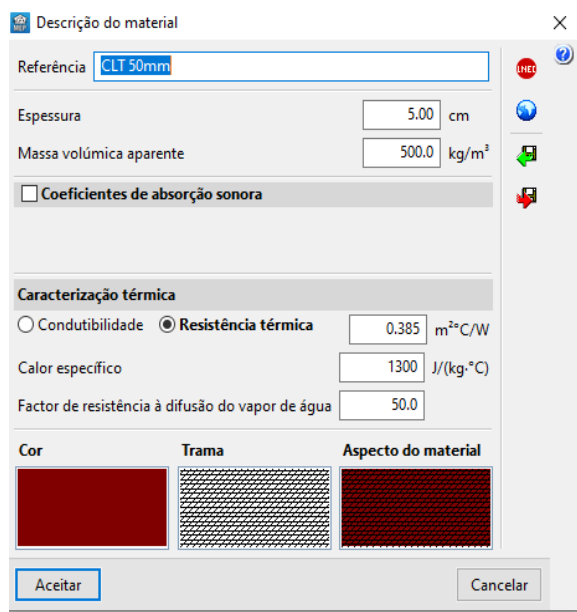 MEP Descrição do material
Referência CLT 50mm
LNEC
Espessura 5.00 cm
Massa volúmica aparente 500.0 kg/m³
Coeficientes de absorção sonora
Caracterização térmica
Condutibilidade Resistência térmica 0.385 m²°C/W
Calor específico 1300 J/(kg·°C)
Factor de resistência à difusão do vapor de água 50.0
Cor Trama Aspecto do material
Aceitar Cancelar